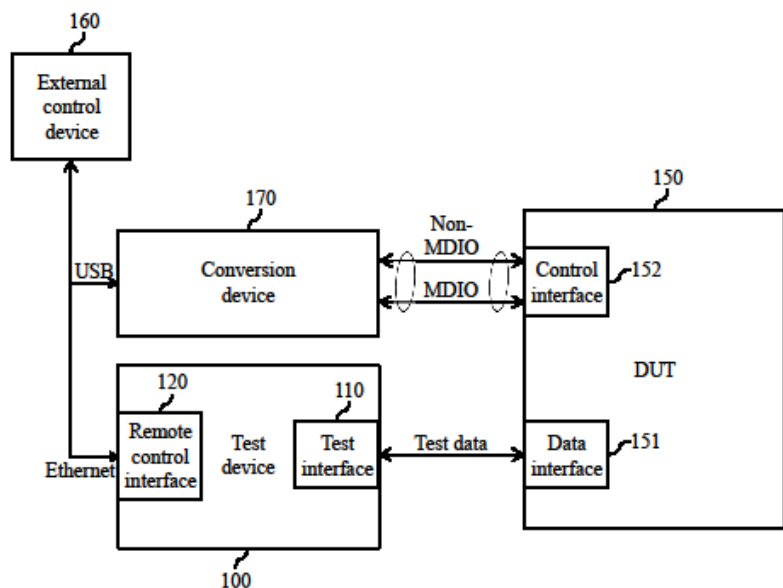 160
External
control
device
170
150
Non-
MDIO
USB
Conversion
device
MDIO
Control
interface
152
DUT
120
110
Remote
control
interface
Test
device
Test
interface
Test data
Data
interface
151
Ethernet
100